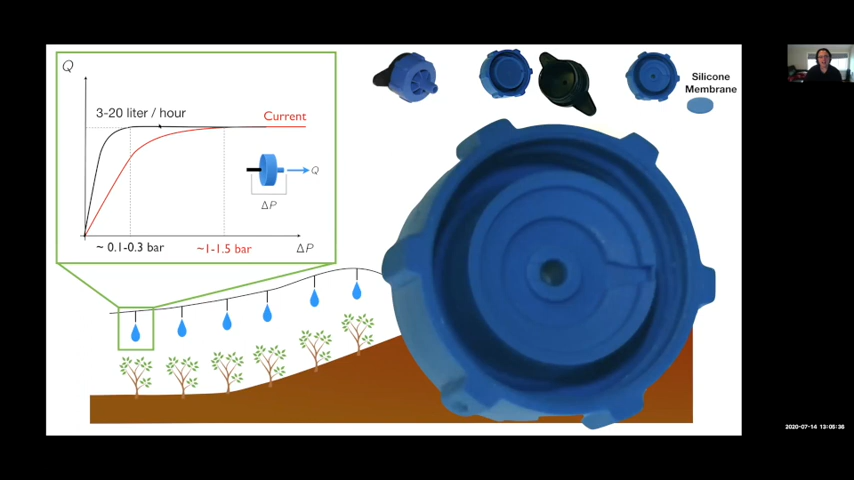 Q
3-20 liter / hour
Current
Q
ΔP
~ 0.1-0.3 bar
~1-1.5 bar
ΔP
Silicone
Membrane
2020-07-14 13:05:38